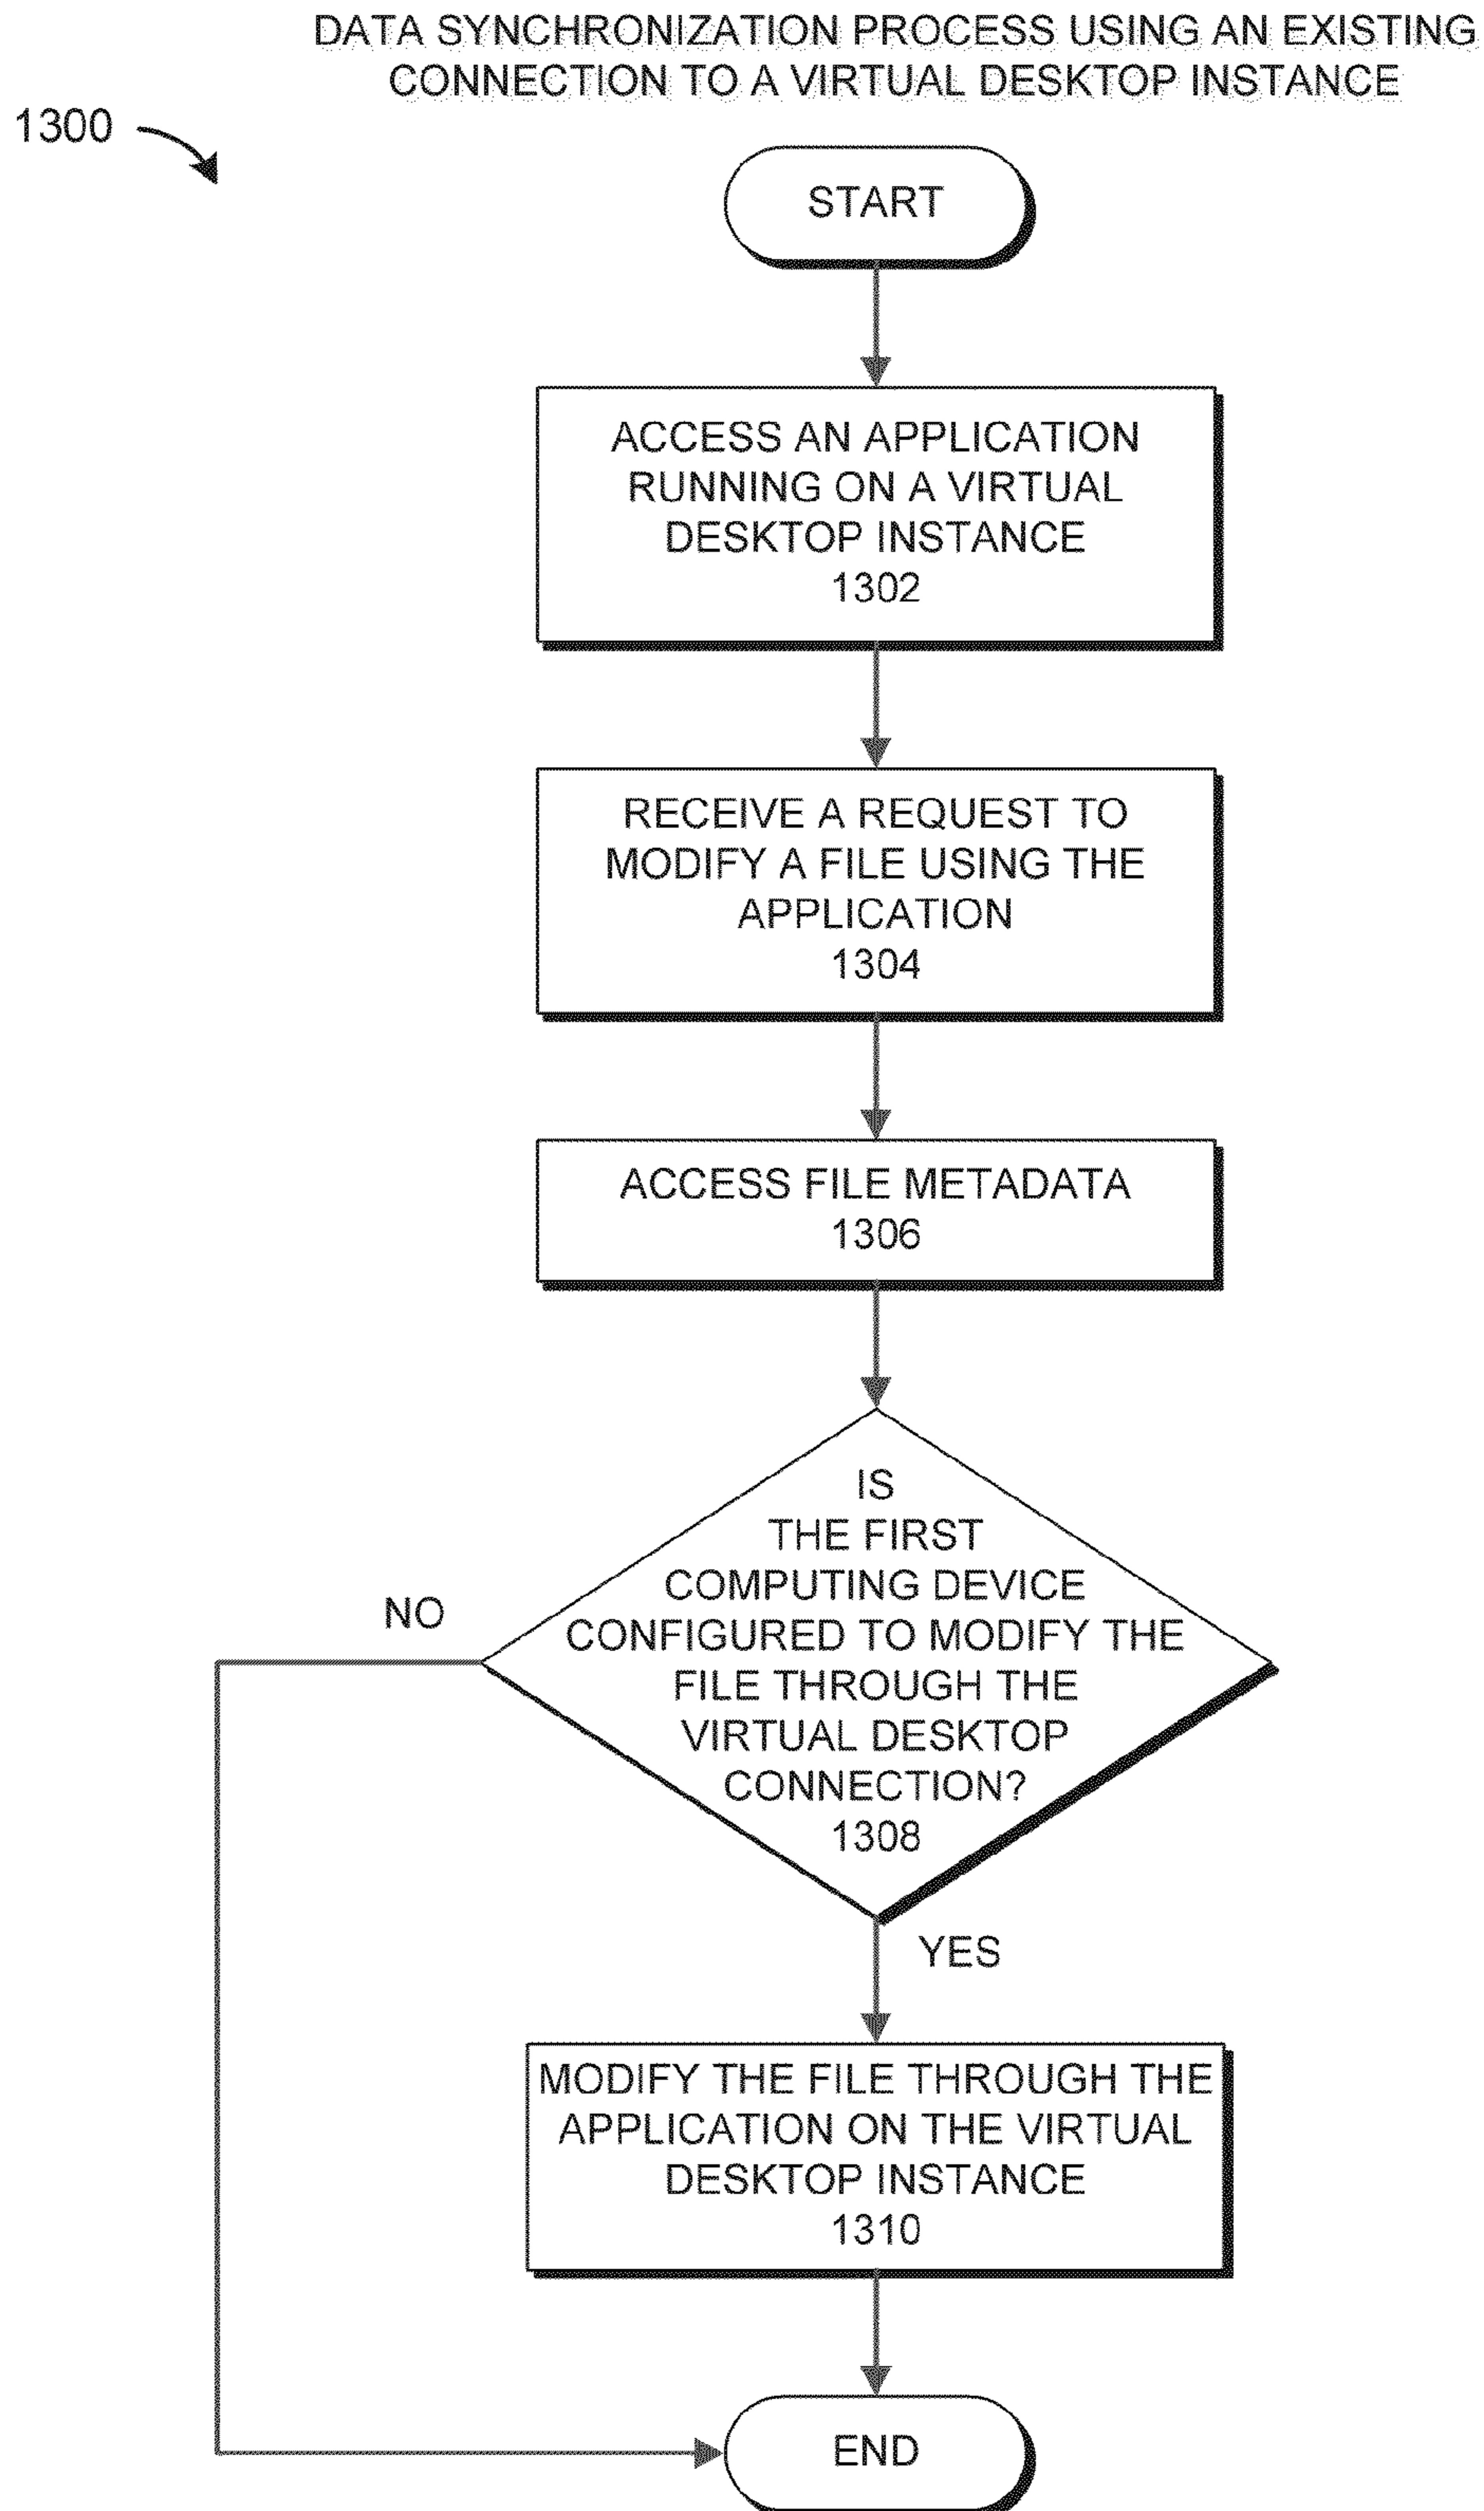 DATA SYNCHRONIZATION PROCESS USING AN EXISTING
CONNECTION TO A VIRTUAL DESKTOP INSTANCE
1300
START
ACCESS AN APPLICATION
RUNNING ON A VIRTUAL
DESKTOP INSTANCE
1302
RECEIVE A REQUEST TO
MODIFY A FILE USING THE
APPLICATION
1304
ACCESS FILE METADATA
1306
IS
THE FIRST
COMPUTING DEVICE
CONFIGURED TO MODIFY THE
FILE THROUGH THE
VIRTUAL DESKTOP
CONNECTION?
1308
NO
YES
MODIFY THE FILE THROUGH THE
APPLICATION ON THE VIRTUAL
DESKTOP INSTANCE
1310
END